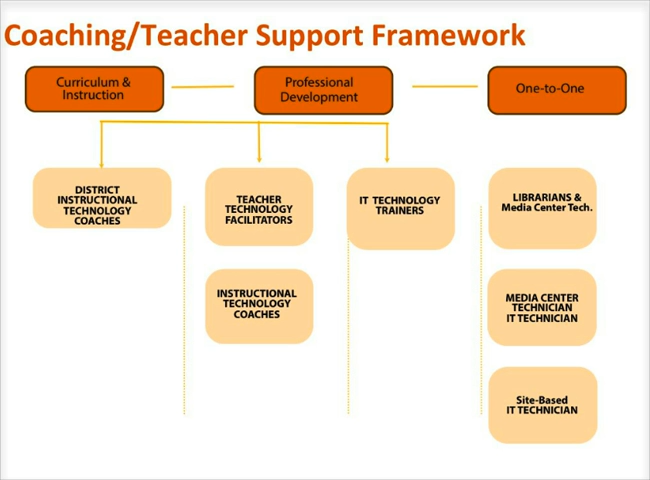 Coaching/Teacher Support Framework
Curriculum &
Instruction
Professional
Development
One-to-One
DISTRICT
INSTRUCTIONAL
TECHNOLOGY
COACHES
TEACHER
TECHNOLOGY
FACILITATORS
IT TECHNOLOGY
TRAINERS
LIBRARIANS &
Media Center Tech.
INSTRUCTIONAL
TECHNOLOGY
COACHES
MEDIA CENTER
TECHNICIAN
IT TECHNICIAN
Site-Based
IT TECHNICIAN